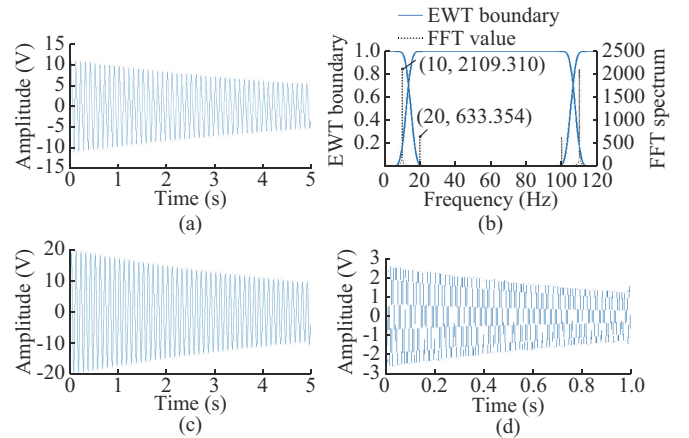 EWT boundary
FFT value
Amplitude (V)
15
10
5
0
-5
-10
-15
0 1 2 3 4 5
Time (s)
(a)
EWT boundary
1.0
0.8
0.6
0.4
0.2
(10, 2109.310)
(20, 633.354)
2500
2000
1500
1000
500
0
FFT spectrum
0 20 40 60 80 100 120
Frequency (Hz)
(b)
Amplitude (V)
20
10
0
-10
-20
0 1 2 3 4 5
Time (s)
(c)
Amplitude (V)
3
2
1
0
-1
-2
-3
0 0.2 0.4 0.6 0.8 1.0
Time (s)
(d)